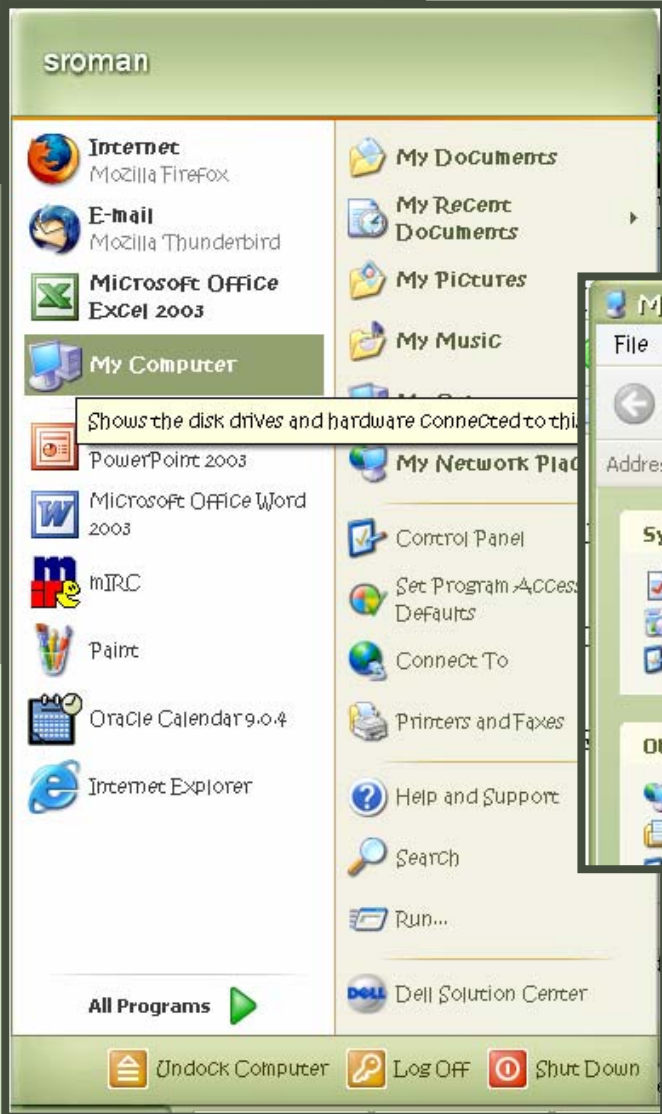 sroman
Internet
Mozilla Firefox
E-mail
Mozilla Thunderbird
Microsoft Office
Excel 2003
My Computer
Shows the disk drives and hardware connected to this
PowerPoint 2003
Microsoft Office Word
2003
mIRC
Paint
Oracle Calendar 9.0.4
Internet Explorer
All Programs
My Documents
My Recent
Documents
My Pictures
My Music
My Network
Control Panel
Set Program Access
Defaults
Connect To
Printers and Faxes
Help and Support
Search
Run...
DELL Dell Solution Center
Undock Computer
Log Off
Shut Down
File